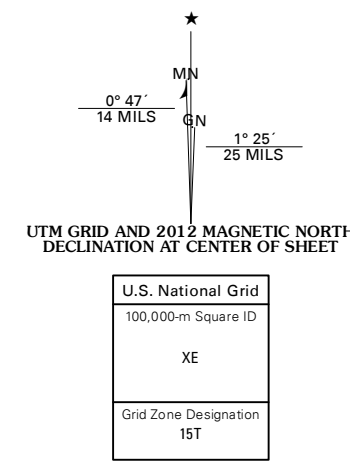 ★
MN
0° 47´
14 MILS
GN
1° 25´
25 MILS
UTM GRID AND 2012 MAGNETIC NORTH
DECLINATION AT CENTER OF SHEET
U.S. National Grid
100,000-m Square ID
XE
Grid Zone Designation
15T